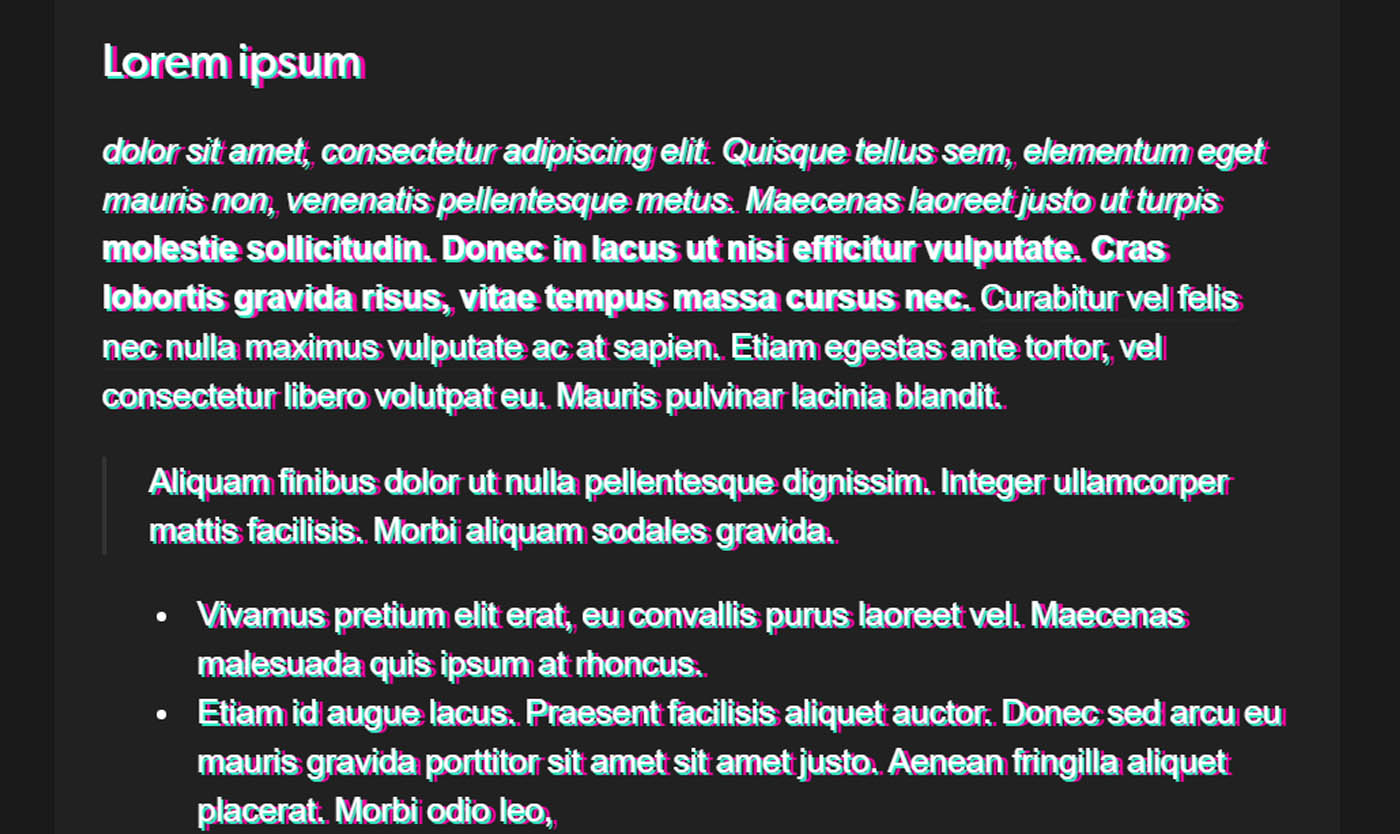 Lorem ipsum
dolor sit amet, consectetur adipiscing elit. Quisque tellus sem, elementum eget
mauris non, venenatis pellentesque metus. Maecenas laoreet justo ut turpis
molestie sollicitudin. Donec in lacus ut nisi efficitur vulputate. Cras
lobortis gravida risus, vitae tempus massa cursus nec. Curabitur vel felis
nec nulla maximus vulputate ac at sapien. Etiam egestas ante tortor, vel
consectetur libero volutpat eu. Mauris pulvinar lacinia blandit.
Aliquam finibus dolor ut nulla pellentesque dignissim. Integer ullamcorper
mattis facilisis. Morbi aliquam sodales gravida.
• Vivamus pretium elit erat, eu convallis purus laoreet vel. Maecenas
malesuada quis ipsum at rhoncus.
• Etiam id augue lacus. Praesent facilisis aliquet auctor. Donec sed arcu eu
mauris gravida porttitor sit amet sit amet justo. Aenean fringilla aliquet
placerat. Morbi odio leo,